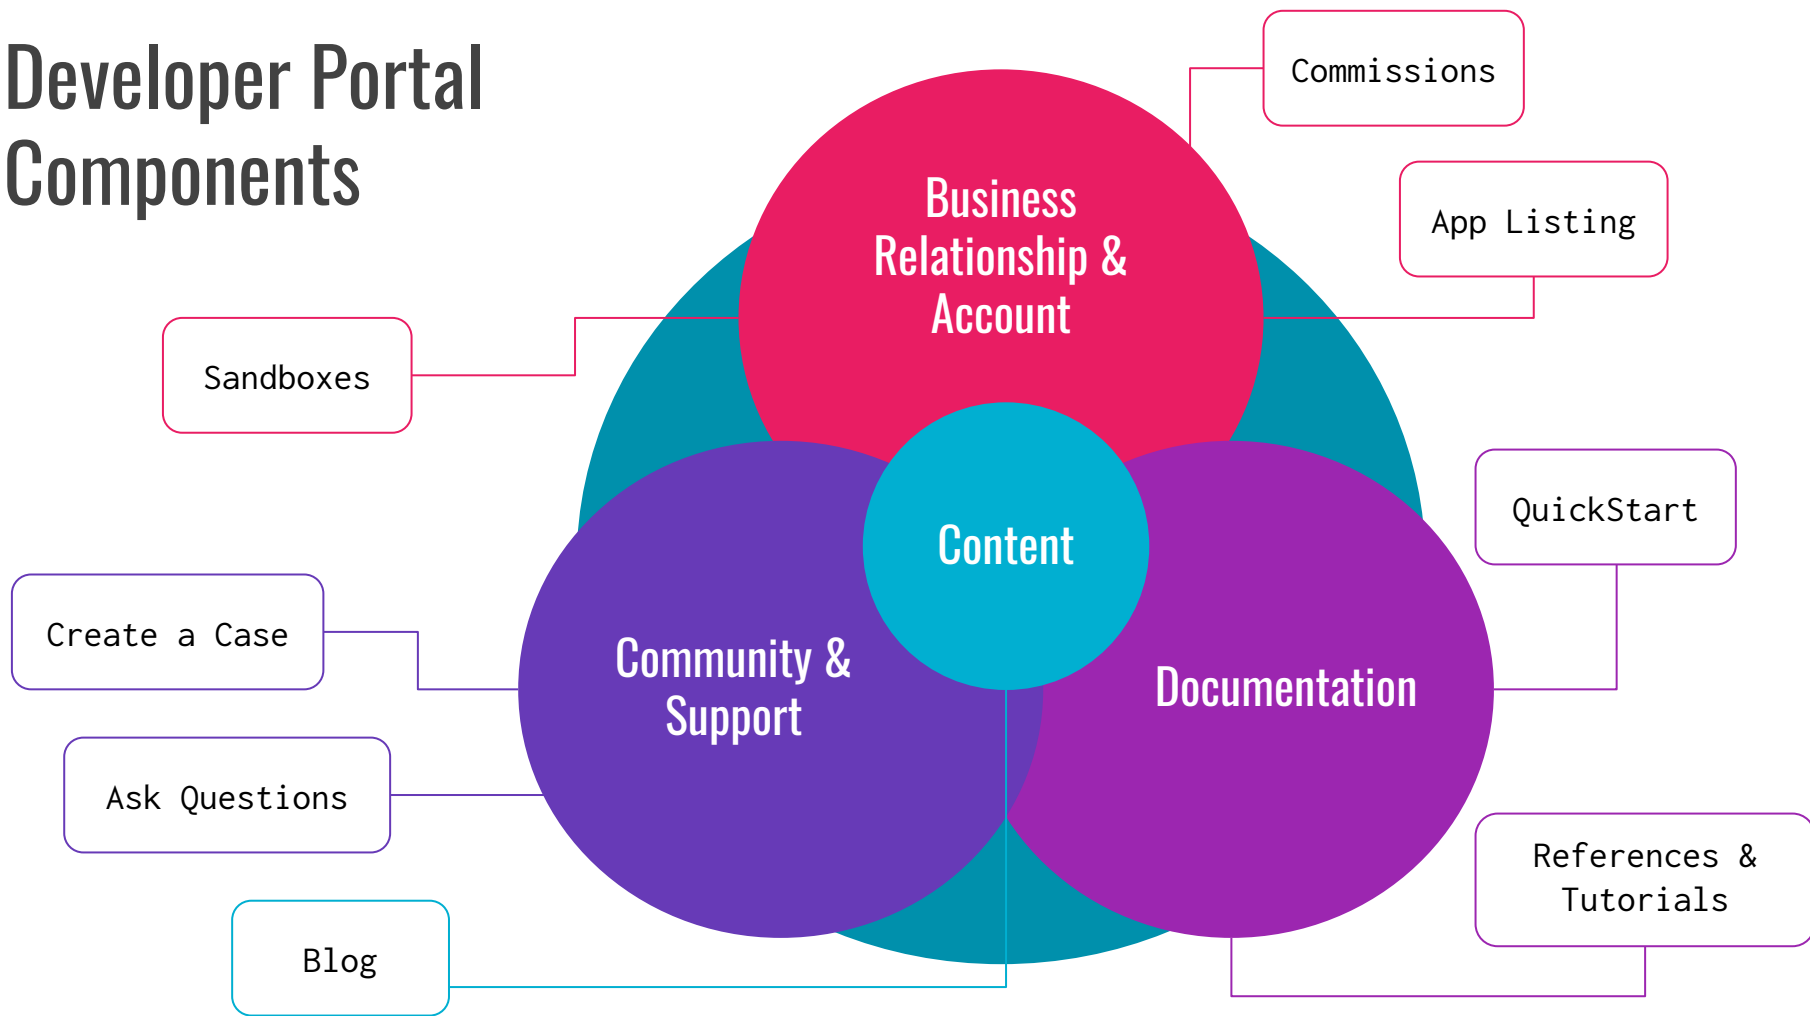 Developer Portal
Components
Commissions
App Listing
Business
Relationship &
Account
Sandboxes
QuickStart
Content
Create a Case
Community &
Support
Documentation
Ask Questions
References &
Tutorials
Blog